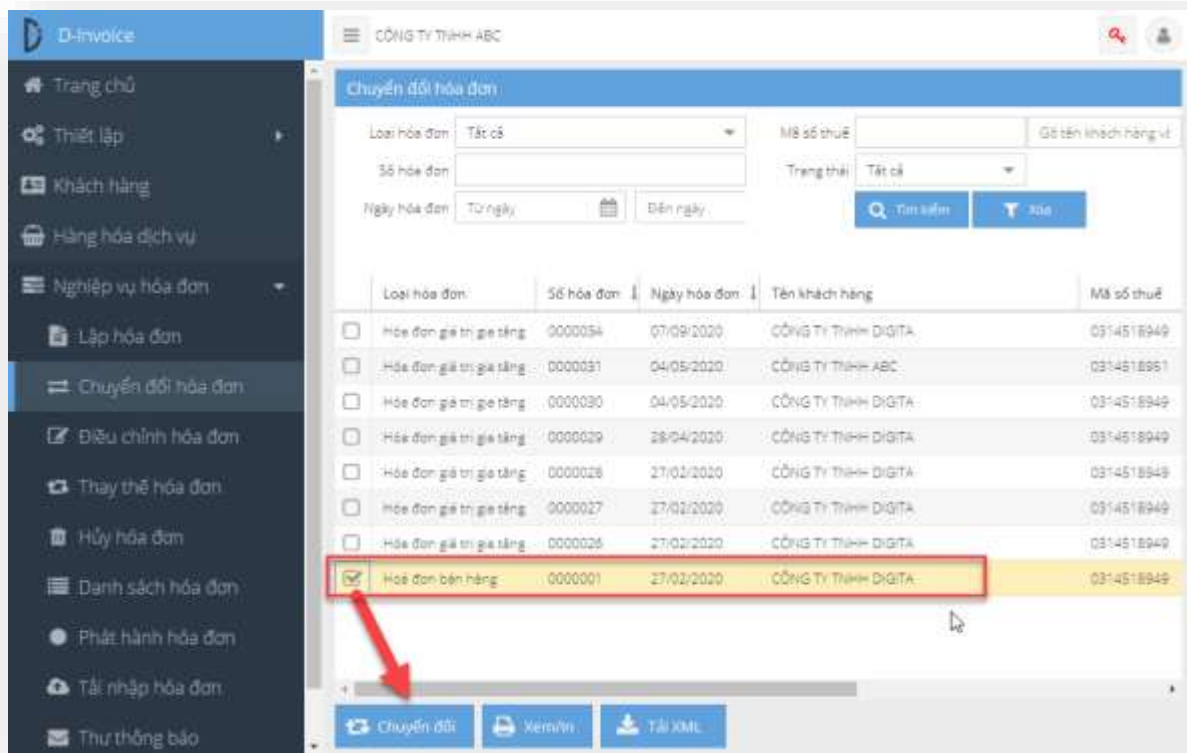 D-Invoice
CÔNG TY TNHH ABC
Trang chủ
Thiết lập
Khách hàng
Hàng hóa dịch vụ
Nghiệp vụ hóa đơn
Lập hóa đơn
Chuyển đổi hóa đơn
Điều chỉnh hóa đơn
Thay thế hóa đơn
Hủy hóa đơn
Danh sách hóa đơn
Phát hành hóa đơn
Tải nhập hóa đơn
Thư thông báo
Chuyển đổi hóa đơn
Loại hóa đơn Tất cả Mã số thuế Gõ tên khách hàng và
Số hóa đơn Trạng thái Tất cả
Ngày hóa đơn Từ ngày Đến ngày Tìm kiếm Xóa
Loại hóa đơn Số hóa đơn Ngày hóa đơn Tên khách hàng Mã số thuế
Hóa đơn giá trị gia tăng 0000034 07/09/2020 CÔNG TY TNHH DIGITA 0314518949
Hóa đơn giá trị gia tăng 0000031 04/05/2020 CÔNG TY TNHH ABC 0314518951
Hóa đơn giá trị gia tăng 0000030 04/05/2020 CÔNG TY TNHH DIGITA 0314518949
Hóa đơn giá trị gia tăng 0000029 28/04/2020 CÔNG TY TNHH DIGITA 0314518949
Hóa đơn giá trị gia tăng 0000028 27/02/2020 CÔNG TY TNHH DIGITA 0314518949
Hóa đơn giá trị gia tăng 0000027 27/02/2020 CÔNG TY TNHH DIGITA 0314518949
Hóa đơn giá trị gia tăng 0000026 27/02/2020 CÔNG TY TNHH DIGITA 0314518949
Hoá đơn bán hàng 0000001 27/02/2020 CÔNG TY TNHH DIGITA 0314518949
Chuyển đổi Xem/In Tải XML